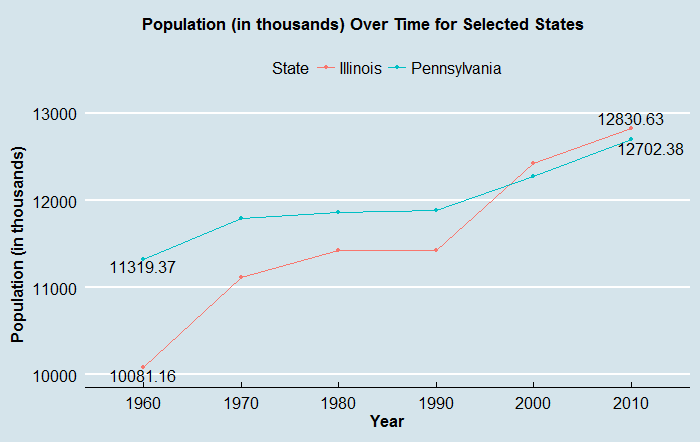 Population (in thousands) Over Time for Selected States
State Illinois Pennsylvania
Population (in thousands)
13000
12000
11000
10000
12830.63
12702.38
11319.37
10081.16
1960 1970 1980 1990 2000 2010
Year